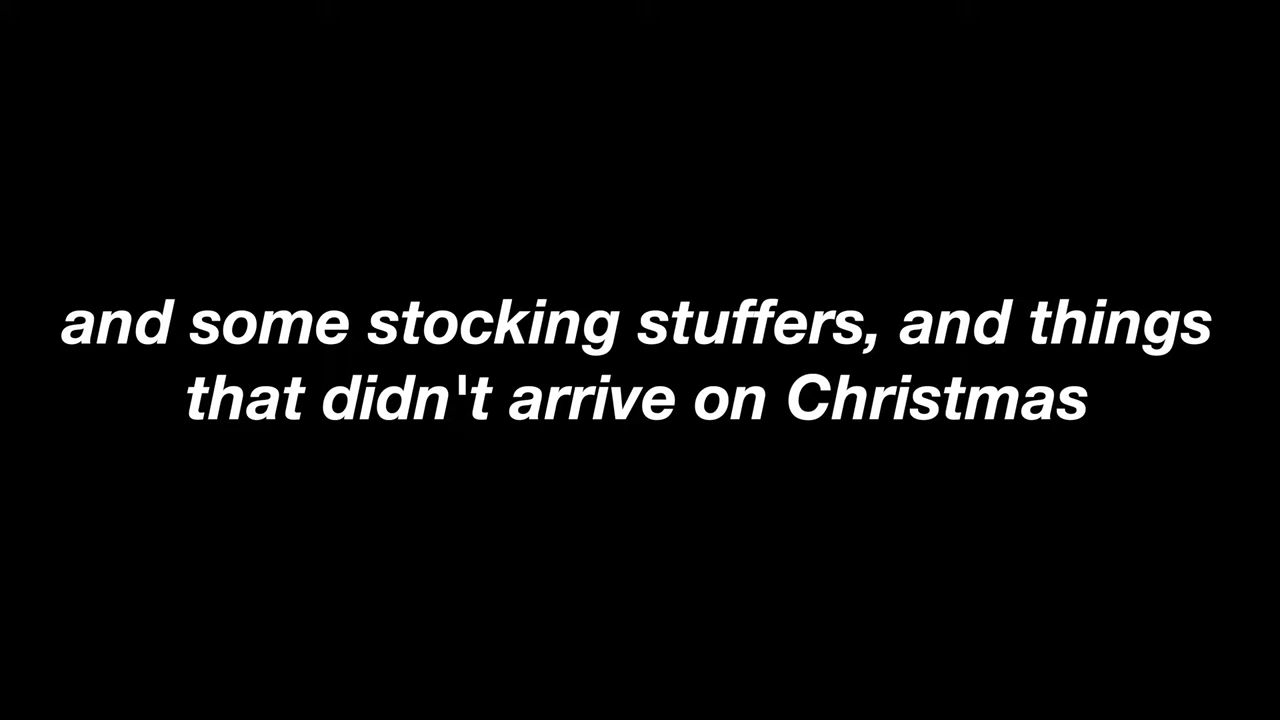 and some stocking stuffers, and things
that didn't arrive on Christmas